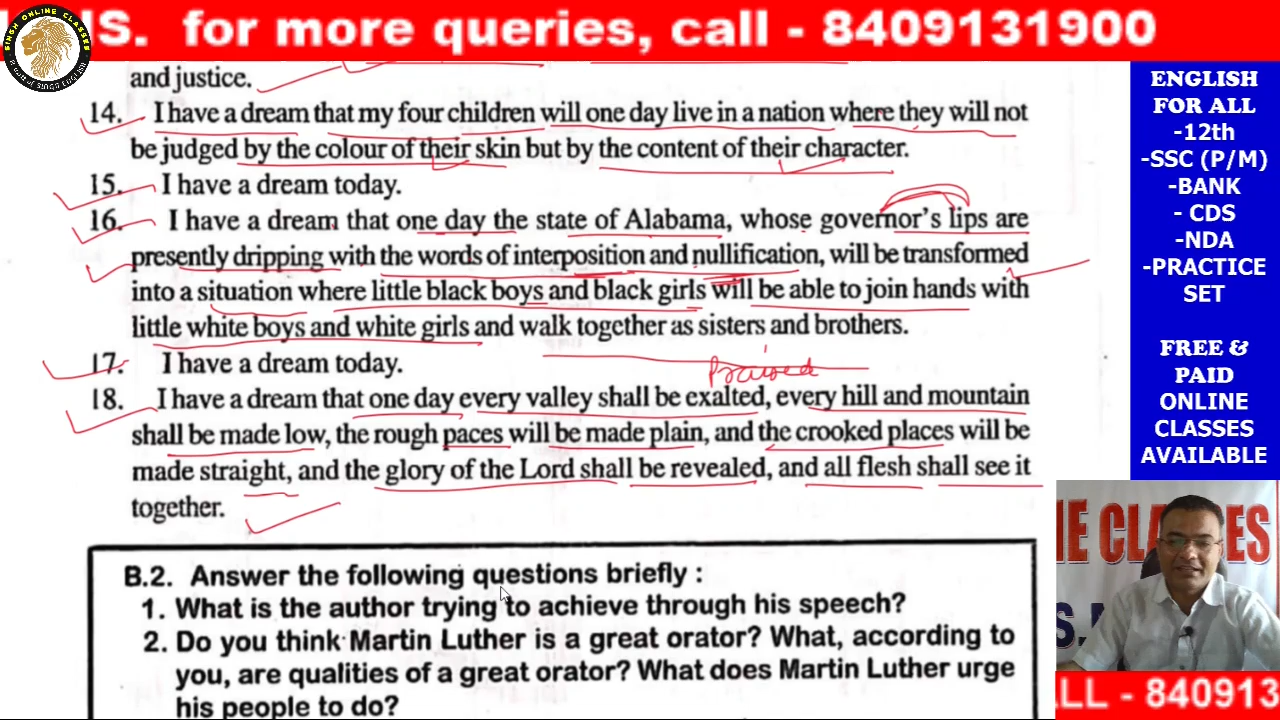 S. for more queries, call - 8409131900
SINGH ONLINE CLASSES
and justice.
14. I have a dream that my four children will one day live in a nation where they will not
be judged by the colour of their skin but by the content of their character.
15. I have a dream today.
16. I have a dream that one day the state of Alabama, whose governor's lips are
presently dripping with the words of interposition and nullification, will be transformed
into a situation where little black boys and black girls will be able to join hands with
little white boys and white girls and walk together as sisters and brothers.
17. I have a dream today.
Praised
18. I have a dream that one day every valley shall be exalted, every hill and mountain
shall be made low, the rough paces will be made plain, and the crooked places will be
made straight, and the glory of the Lord shall be revealed, and all flesh shall see it
together.
B.2. Answer the following questions briefly :
1. What is the author trying to achieve through his speech?
2. Do you think Martin Luther is a great orator? What, according to
you, are qualities of a great orator? What does Martin Luther urge
his people to do?
ENGLISH
FOR ALL
-12th
-SSC (P/M)
-BANK
- CDS
-NDA
-PRACTICE
SET
FREE &
PAID
ONLINE
CLASSES
AVAILABLE
NE CLASSES
S.
ALL - 840913